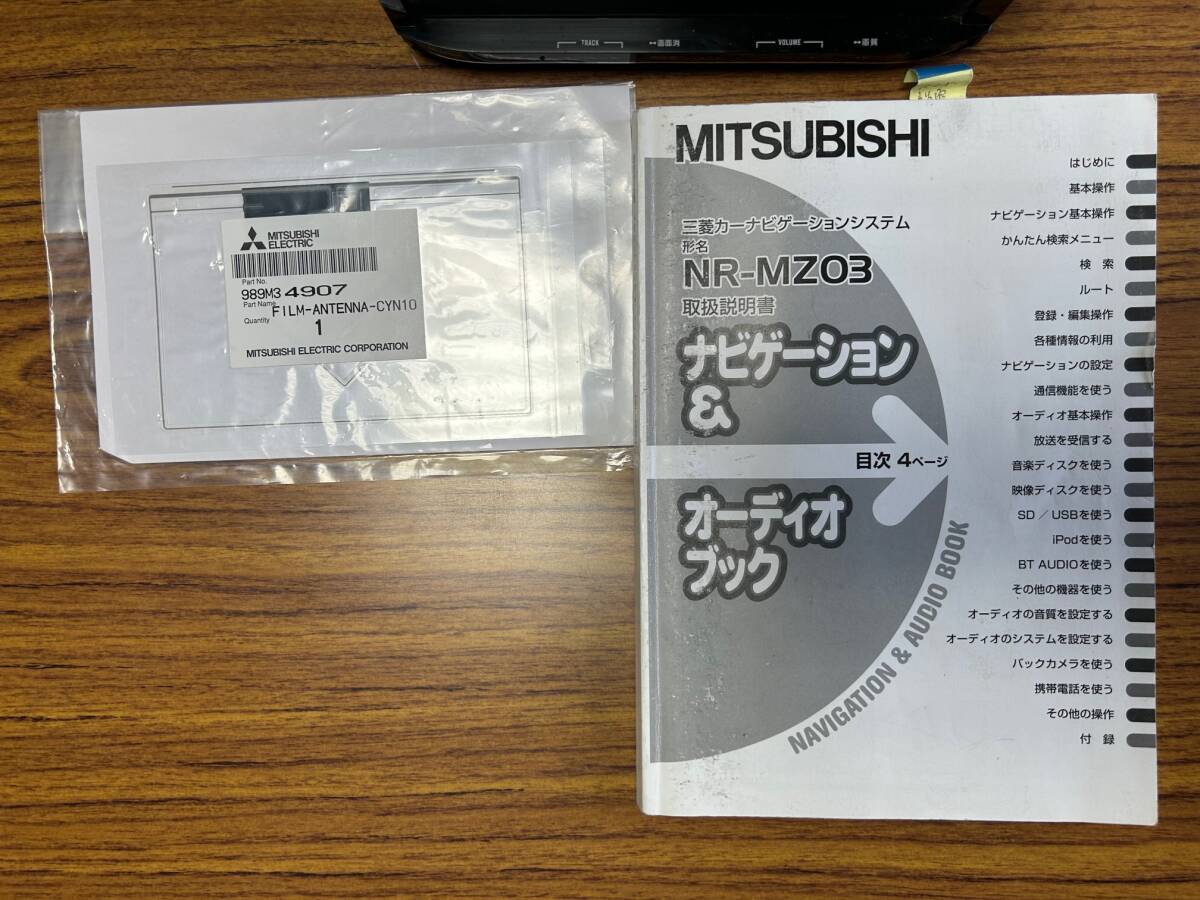 TRACK
↔画面消
VOLUME
↔画質
MITSUBISHI
ELECTRIC
Part No.
989M34907
Part Name
FILM-ANTENNA-CYN10
Quantity
1
MITSUBISHI ELECTRIC CORPORATION
MITSUBISHI
三菱カーナビゲーションシステム
形名
NR-MZ03
取扱説明書
ナビゲーション
&
目次 4ページ
オーディオ
ブック
NAVIGATION & AUDIO BOOK
はじめに
基本操作
ナビゲーション基本操作
かんたん検索メニュー
検 索
ルート
登録・編集操作
各種情報の利用
ナビゲーションの設定
通信機能を使う
オーディオ基本操作
放送を受信する
音楽ディスクを使う
映像ディスクを使う
SD／USBを使う
iPodを使う
BT AUDIOを使う
その他の機器を使う
オーディオの音質を設定する
オーディオのシステムを設定する
バックカメラを使う
携帯電話を使う
その他の操作
付 録